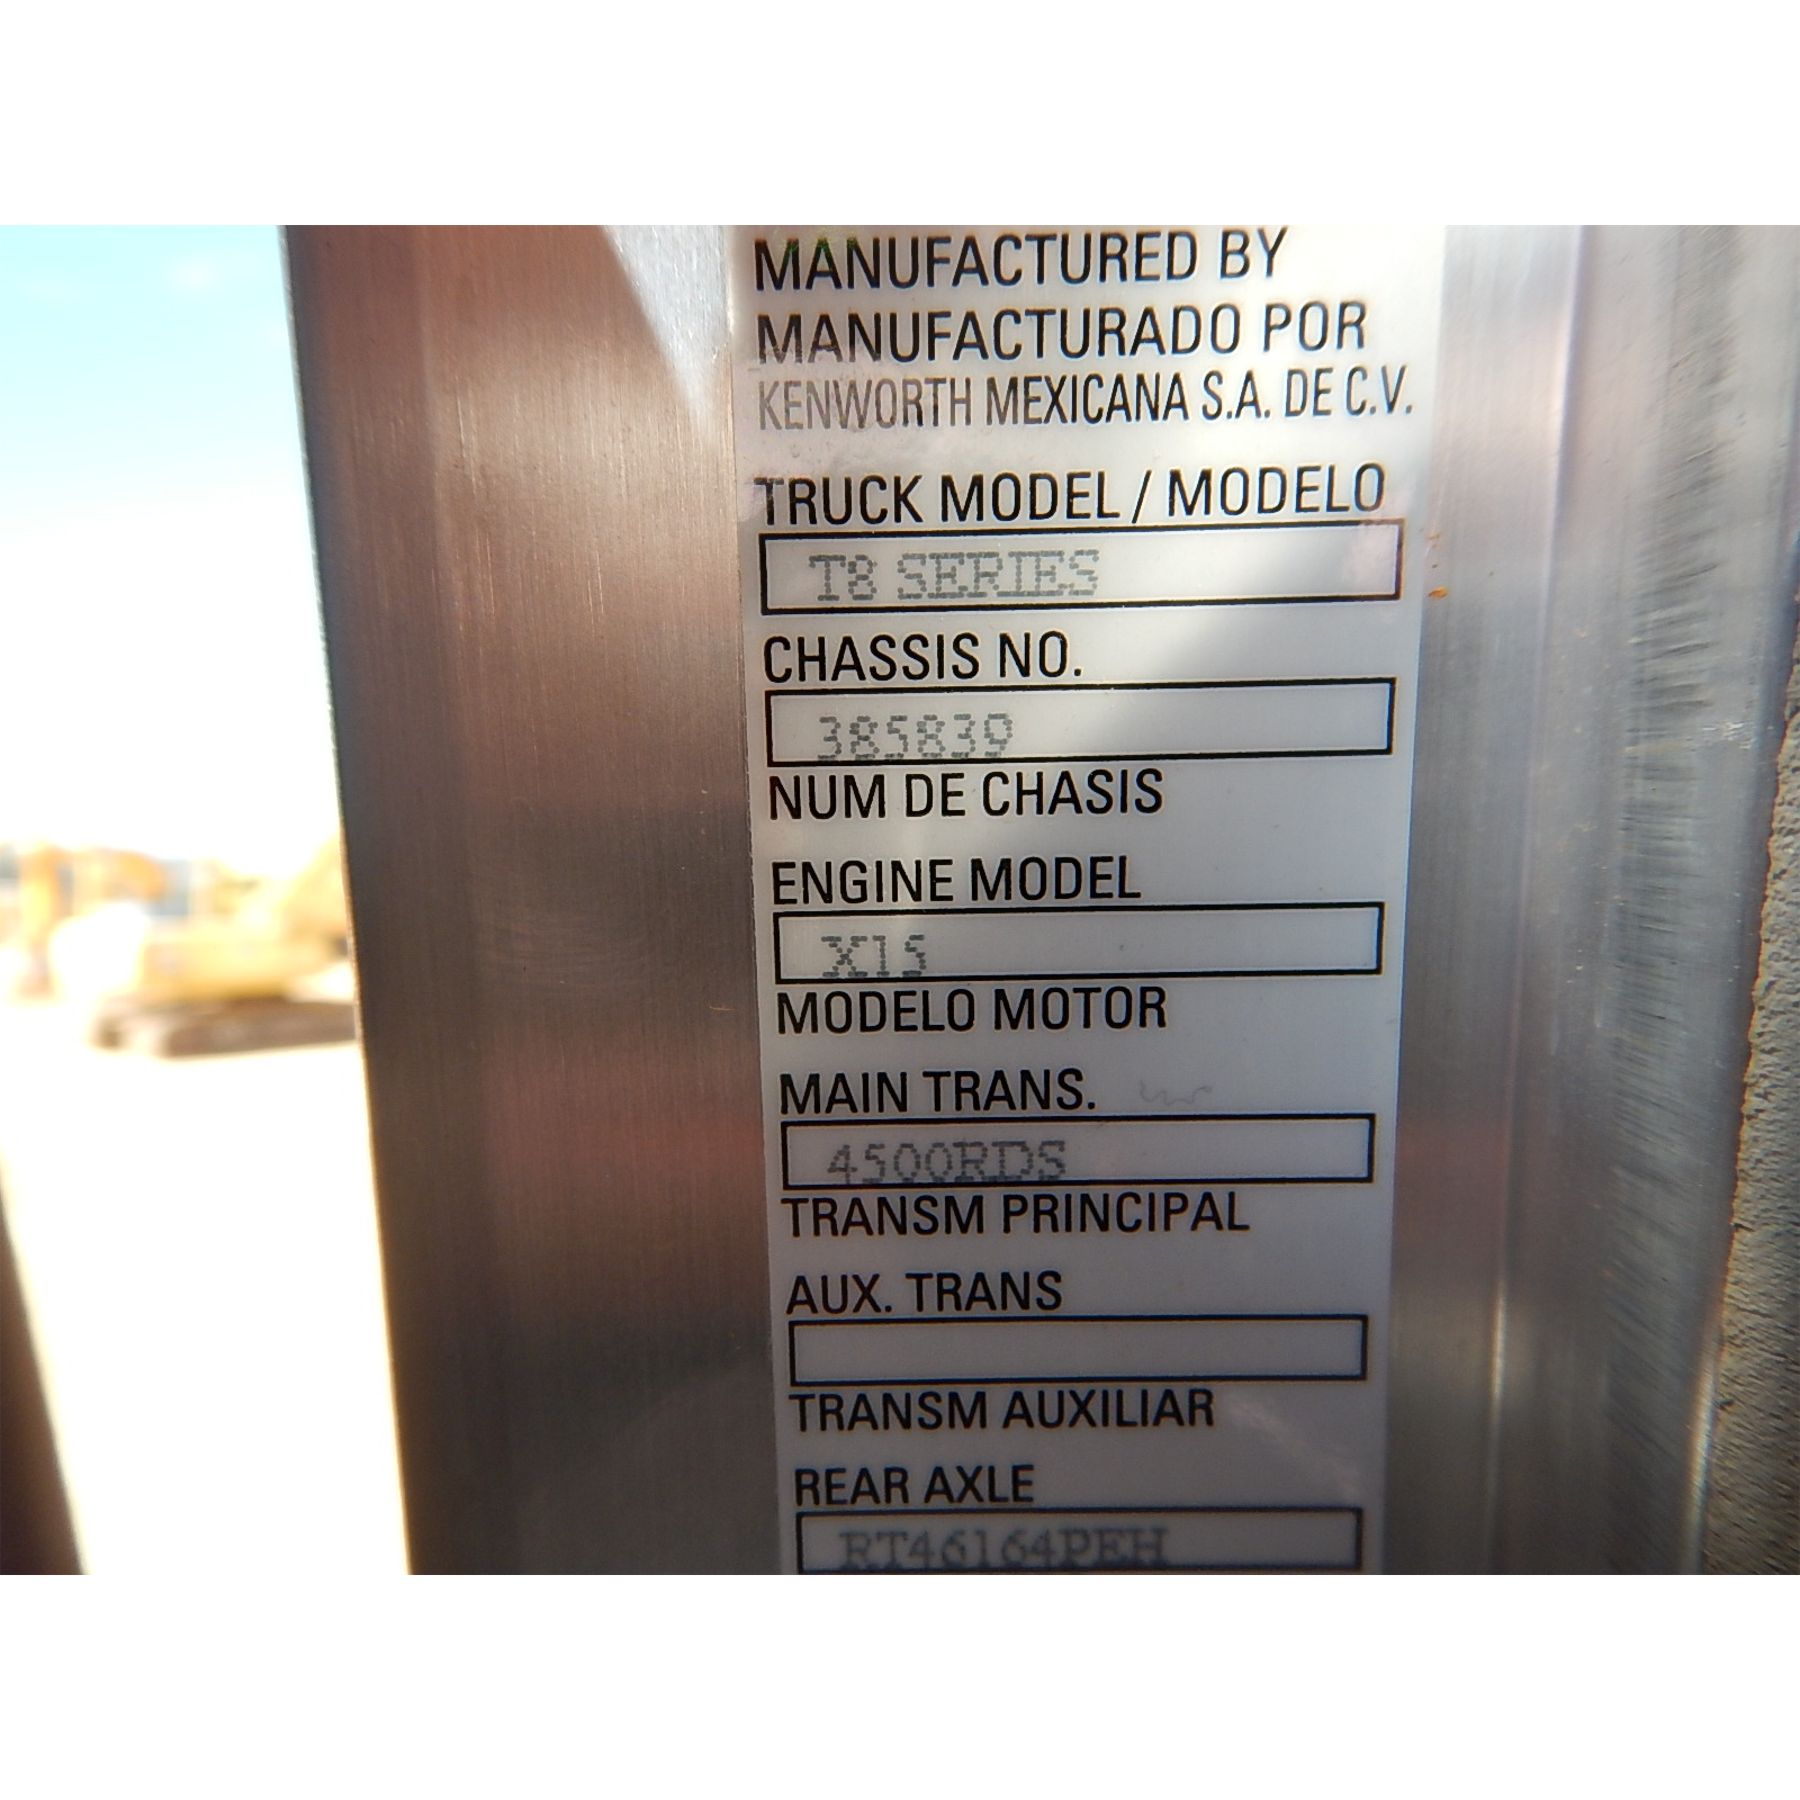 MANUFACTURED BY
MANUFACTURADO POR
KENWORTH MEXICANA S.A. DE C.V.
TRUCK MODEL / MODELO
T8 SERIES
CHASSIS NO.
385839
NUM DE CHASIS
ENGINE MODEL
X15
MODELO MOTOR
MAIN TRANS.
4500RDS
TRANSM PRINCIPAL
AUX. TRANS
TRANSM AUXILIAR
REAR AXLE
RT46164PEH